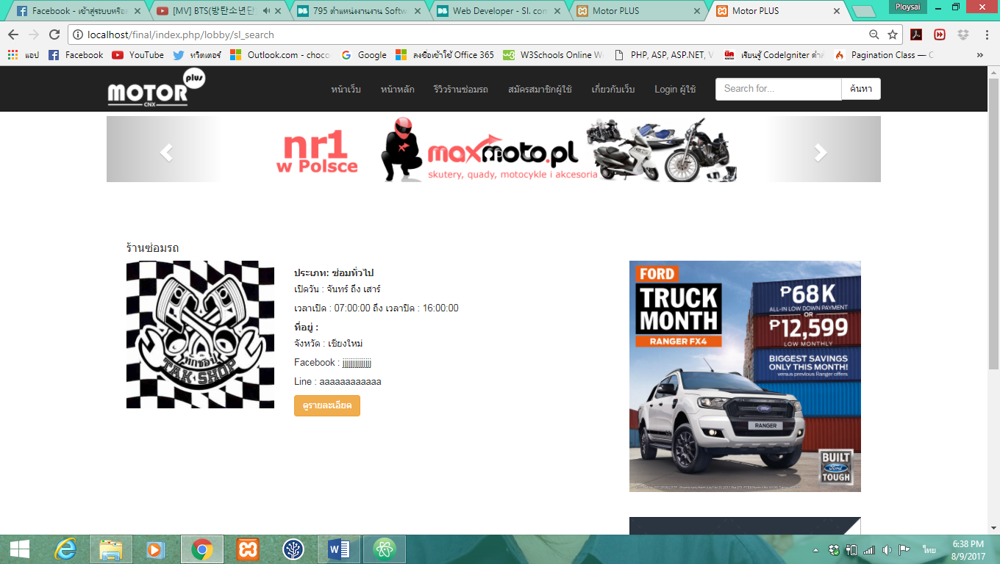 Facebook - เข้าสู่ระบบหรือส
[MV] BTS(방탄소년단
795 ตำแหน่งงานงาน Softw
Web Developer - SI. com
Motor PLUS
Motor PLUS
Ploysai
localhost/final/index.php/lobby/sl_search
แอป
Facebook
YouTube
ทวิตเตอร์
Outlook.com - choco
Google
ลงชื่อเข้าใช้ Office 365
W3Schools Online W
PHP, ASP, ASP.NET, V
เรียนรู้ CodeIgniter ตัวส
Pagination Class — C
MOTOR plus
CNX
หน้าเว็บ
หน้าหลัก
รีวิวร้านซ่อมรถ
สมัครสมาชิกผู้ใช้
เกี่ยวกับเว็บ
Login ผู้ใช้
Search for...
ค้นหา
nr1
w Polsce
maxmoto.pl
skutery, quady, motocykle i akcesoria
ร้านซ่อมรถ
ทักชอป
TAK SHOP
ประเภท: ซ่อมทั่วไป
เปิดวัน : จันทร์ ถึง เสาร์
เวลาเปิด : 07:00:00 ถึง เวลาปิด : 16:00:00
ที่อยู่ :
จังหวัด : เชียงใหม่
Facebook : jjjjjjjjjjjjjj
Line : aaaaaaaaaaaa
ดูรายละเอียด
FORD
TRUCK
MONTH
RANGER FX4
₱68K
ALL-IN LOW DOWN PAYMENT
OR
₱12,599
LOW MONTHLY
BIGGEST SAVINGS
ONLY THIS MONTH!
versus previous Ranger offers
Ford
RANGER
BUILT
Ford
TOUGH
ไทย
6:38 PM
8/9/2017